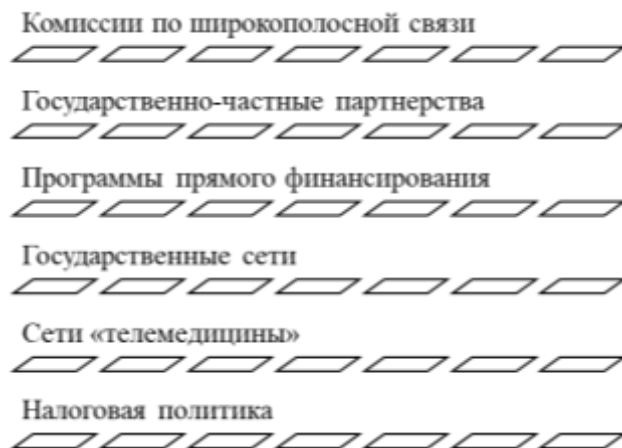 Комиссии по широкополосной связи
Государственно-частные партнерства
Программы прямого финансирования
Государственные сети
Сети «телемедицины»
Налоговая политика